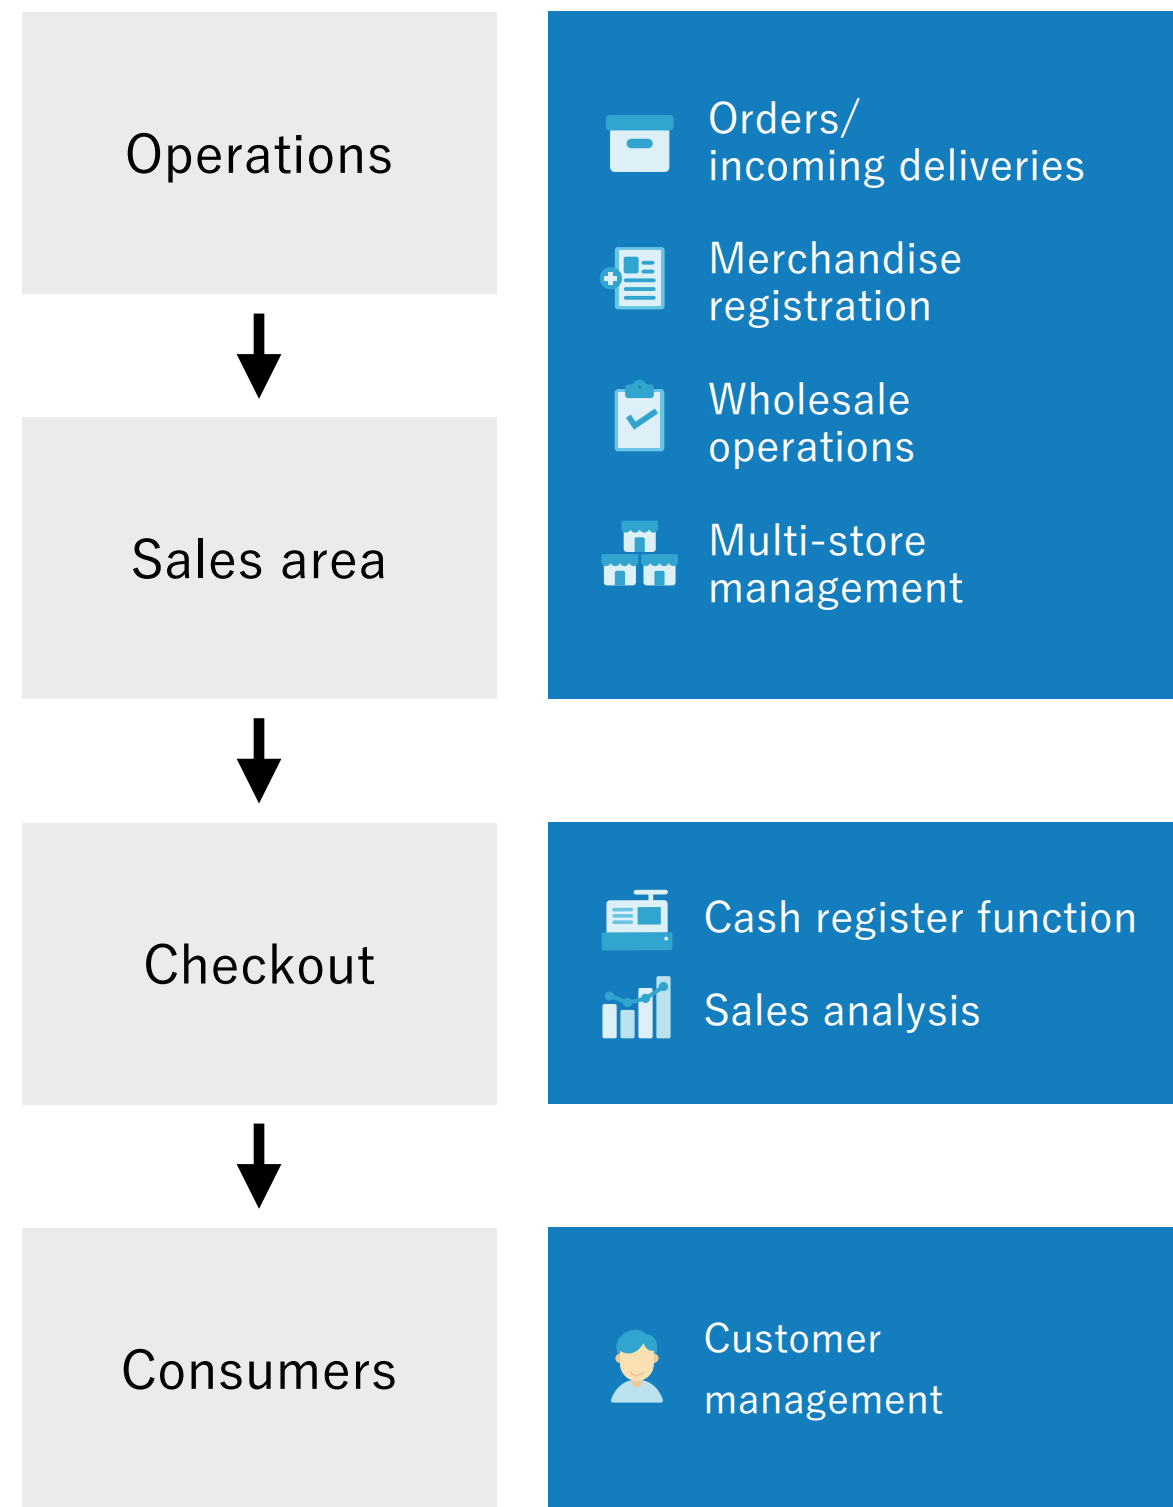 Operations
Orders/
incoming deliveries
Merchandise
registration
Wholesale
operations
Sales area
Multi-store
management
Checkout
Cash register function
Sales analysis
Consumers
Customer
management